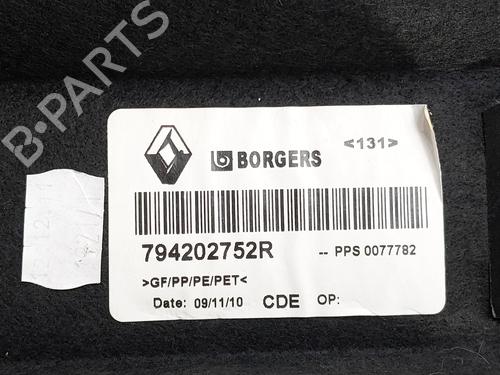 B-PARTS
BORGERS
<131>
794202752R -- PPS 0077782
>GF/PP/PE/PET<
Date: 09/11/10 CDE OP: